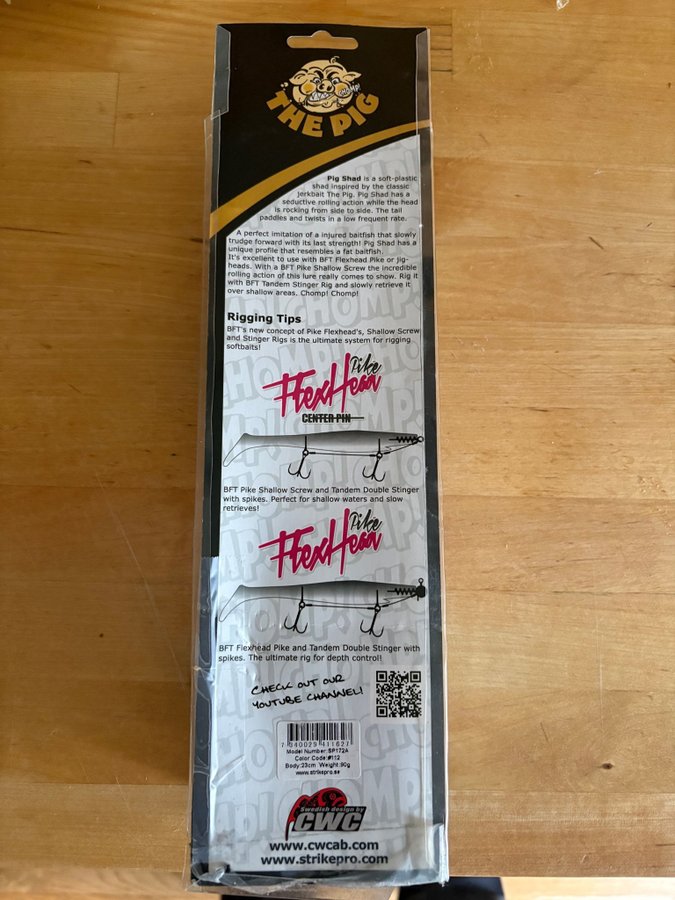 CHOMP!
THE PIG
Pig Shad is a soft-plastic
shad inspired by the classic
jerkbait The Pig. Pig Shad has a
seductive rolling action while the head
is rocking from side to side. The tail
paddles and twists in a low frequent rate.
A perfect imitation of a injured baitfish that slowly
trudge forward with its last strength! Pig Shad has a
unique profile that resembles a fat baitfish.
It's excellent to use with BFT Flexhead Pike or jig-
heads. With a BFT Pike Shallow Screw the incredible
rolling action of this lure really comes to show. Rig it
with BFT Tandem Stinger Rig and slowly retrieve it
over shallow areas. Chomp! Chomp!
Rigging Tips
BFT's new concept of Pike Flexhead's, Shallow Screw
and Stinger Rigs is the ultimate system for rigging
softbaits!
Pike
FlexHead
CENTER PIN
BFT Pike Shallow Screw and Tandem Double Stinger
with spikes. Perfect for shallow waters and slow
retrieves!
Pike
FlexHead
BFT Flexhead Pike and Tandem Double Stinger with
spikes. The ultimate rig for depth control!
CHECK OUT OUR
YOUTUBE CHANNEL!
7 340029 411627
Model Number:SP172A
Color Code:#112
Body:23cm Weight:90g
www.strikepro.se
Swedish design by
CWC
www.cwcab.com
www.strikepro.com